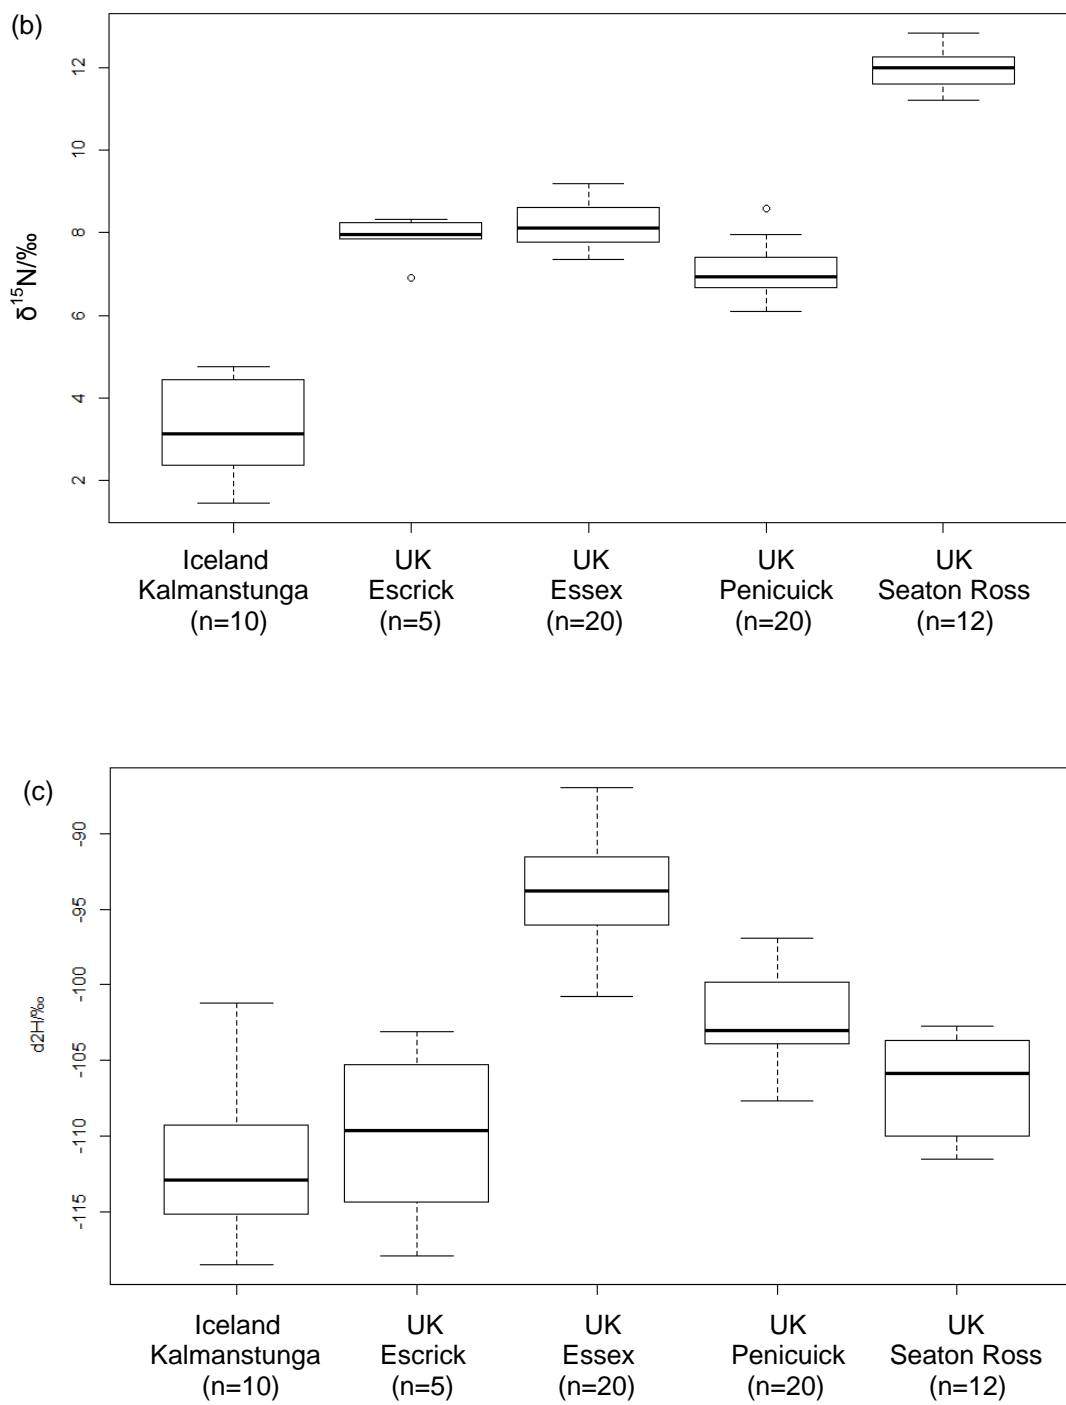 (b)
12
10
8
6
4
2
δ¹⁵N/‰
Iceland
Kalmanstunga
(n=10)
UK
Escrick
(n=5)
UK
Essex
(n=20)
UK
Penicuick
(n=20)
UK
Seaton Ross
(n=12)
(c)
-90
-95
-100
-105
-110
-115
d2H/‰
Iceland
Kalmanstunga
(n=10)
UK
Escrick
(n=5)
UK
Essex
(n=20)
UK
Penicuick
(n=20)
UK
Seaton Ross
(n=12)